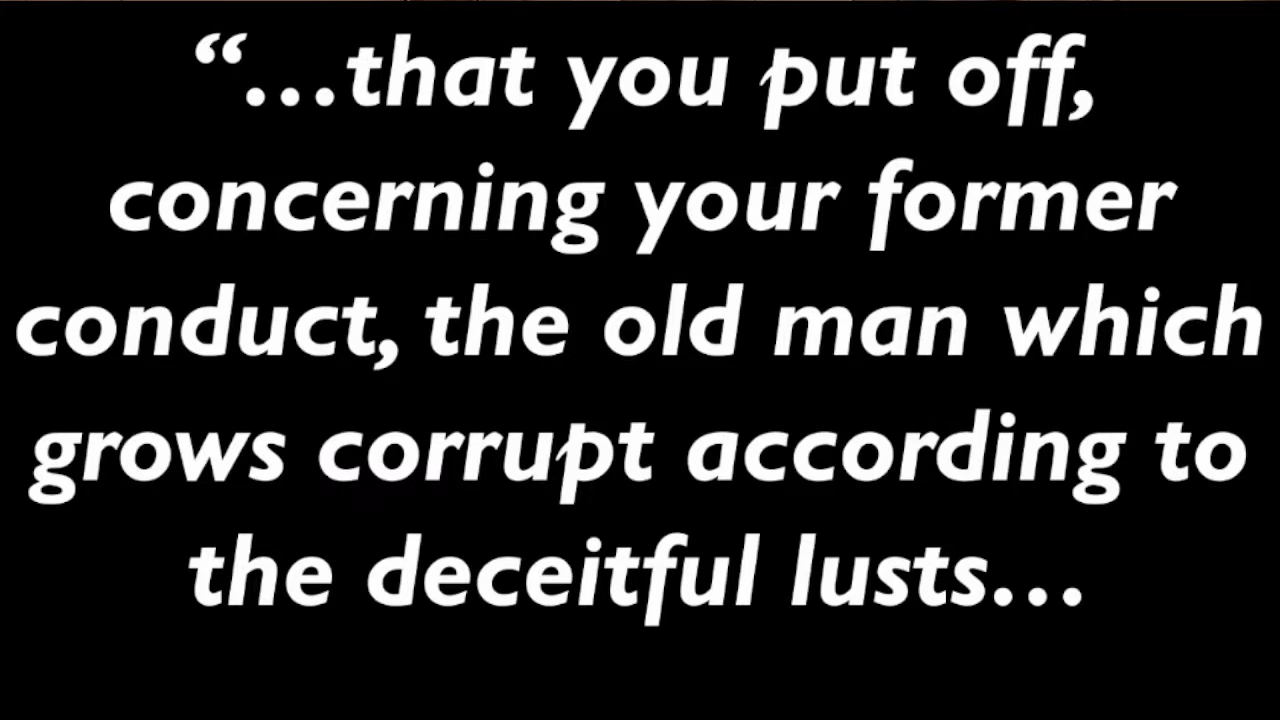 “…that you put off,
concerning your former
conduct, the old man which
grows corrupt according to
the deceitful lusts…